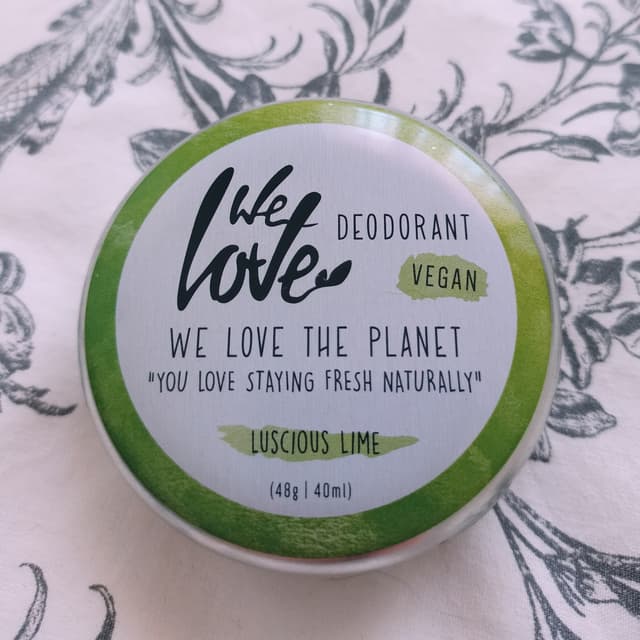 We
love
DEODORANT
VEGAN
WE LOVE THE PLANET
"YOU LOVE STAYING FRESH NATURALLY"
LUSCIOUS LIME
(48g | 40ml)